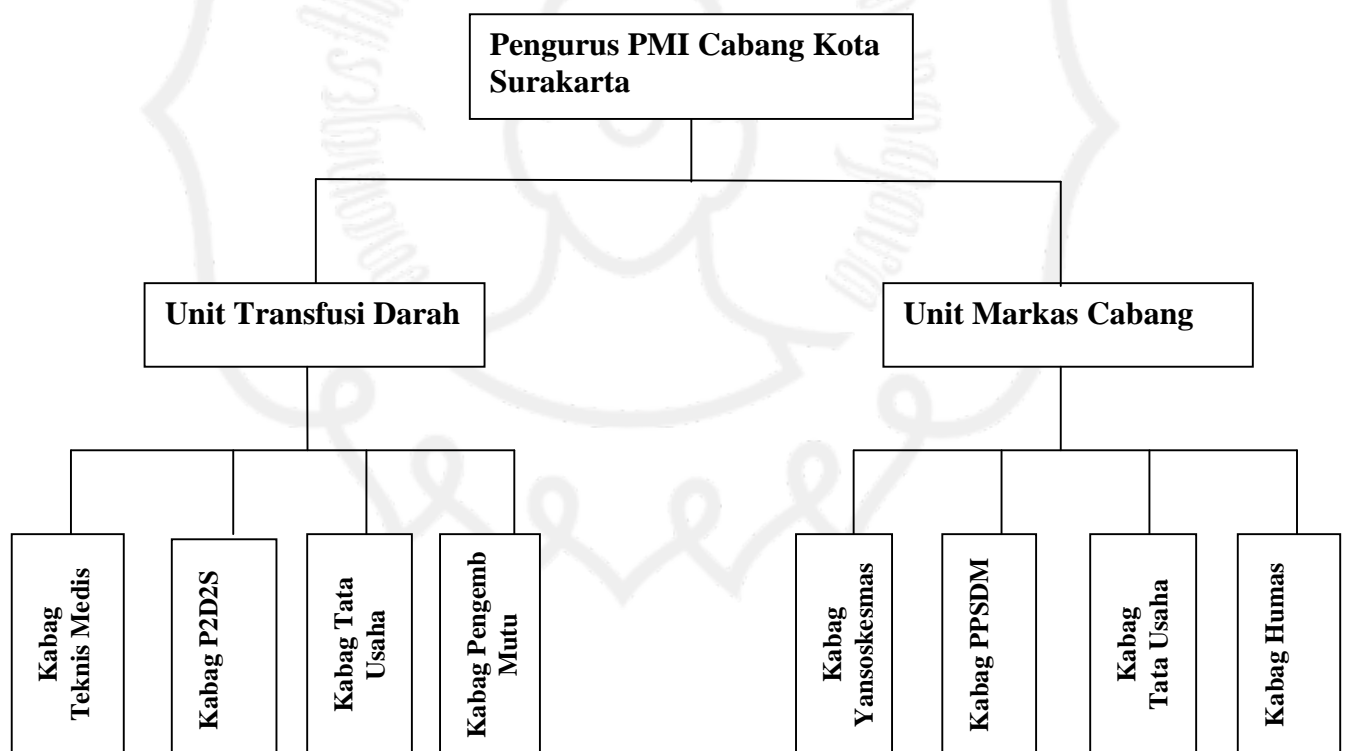 Pengurus PMI Cabang Kota
Surakarta
Unit Transfusi Darah
Unit Markas Cabang
Kabag
Teknis Medis
Kabag P2D2S
Kabag Tata
Usaha
Kabag Pengemb
Mutu
Kabag
Yansoskesmas
Kabag PPSDM
Kabag
Tata Usaha
Kabag Humas